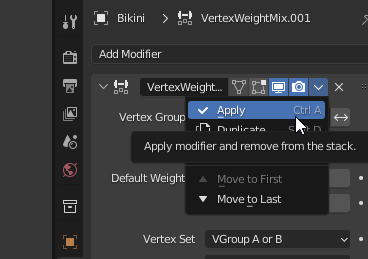 Bikini > VertexWeightMix.001
Add Modifier
VertexWeight...
Apply Ctrl A
Vertex Group
Duplicate
Apply modifier and remove from the stack.
Default Weight
Move to First
Move to Last
Vertex Set VGroup A or B